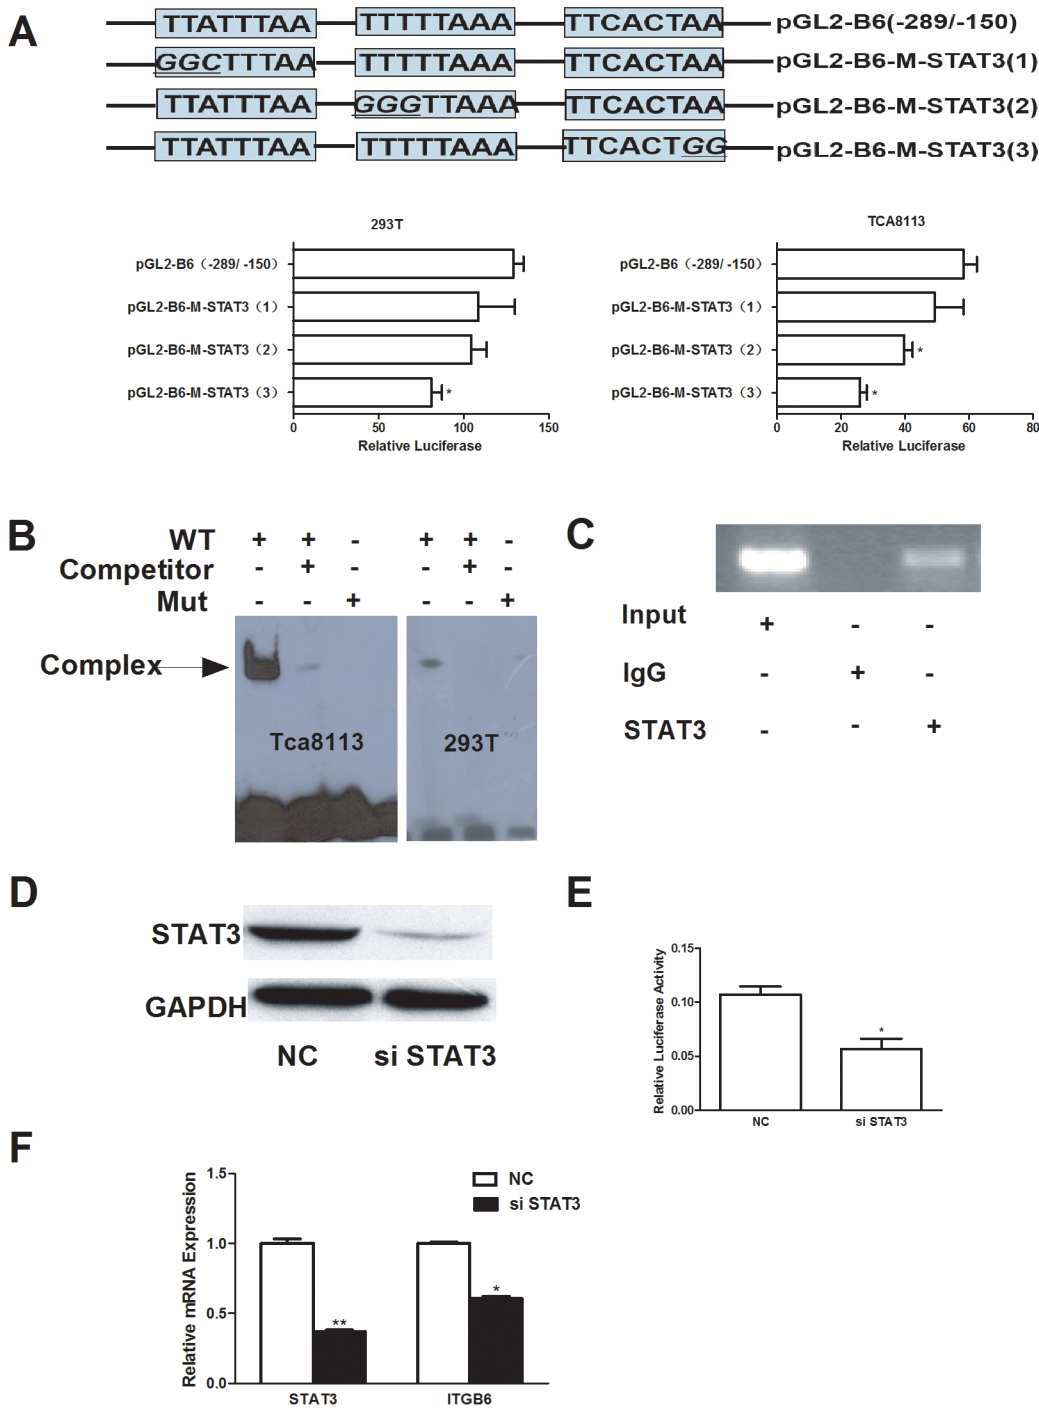 A
TTATTTAA TTTTTAAA TTCACTAA pGL2-B6(-289/-150)
GGCTTTAA TTTTTAAA TTCACTAA pGL2-B6-M-STAT3(1)
TTATTTAA GGGTTAAA TTCACTAA pGL2-B6-M-STAT3(2)
TTATTTAA TTTTTAAA TTCACTGG pGL2-B6-M-STAT3(3)
293T
pGL2-B6（-289/ -150）
pGL2-B6-M-STAT3（1）
pGL2-B6-M-STAT3（2）
pGL2-B6-M-STAT3（3） *
0 50 100 150
Relative Luciferase
TCA8113
pGL2-B6（-289/ -150）
pGL2-B6-M-STAT3（1）
pGL2-B6-M-STAT3（2） *
pGL2-B6-M-STAT3（3） *
0 20 40 60 80
Relative Luciferase
B
WT + + - + + -
Competitor - + - - + -
Mut - - + - - +
Complex
Tca8113 293T
C
Input + - -
IgG - + -
STAT3 - - +
D
STAT3
GAPDH
NC si STAT3
E
Relative Luciferase Activity
0.15
0.10
0.05
0.00
*
NC si STAT3
F
Relative mRNA Expression
1.5
1.0
0.5
0.0
NC
si STAT3
** *
STAT3 ITGB6